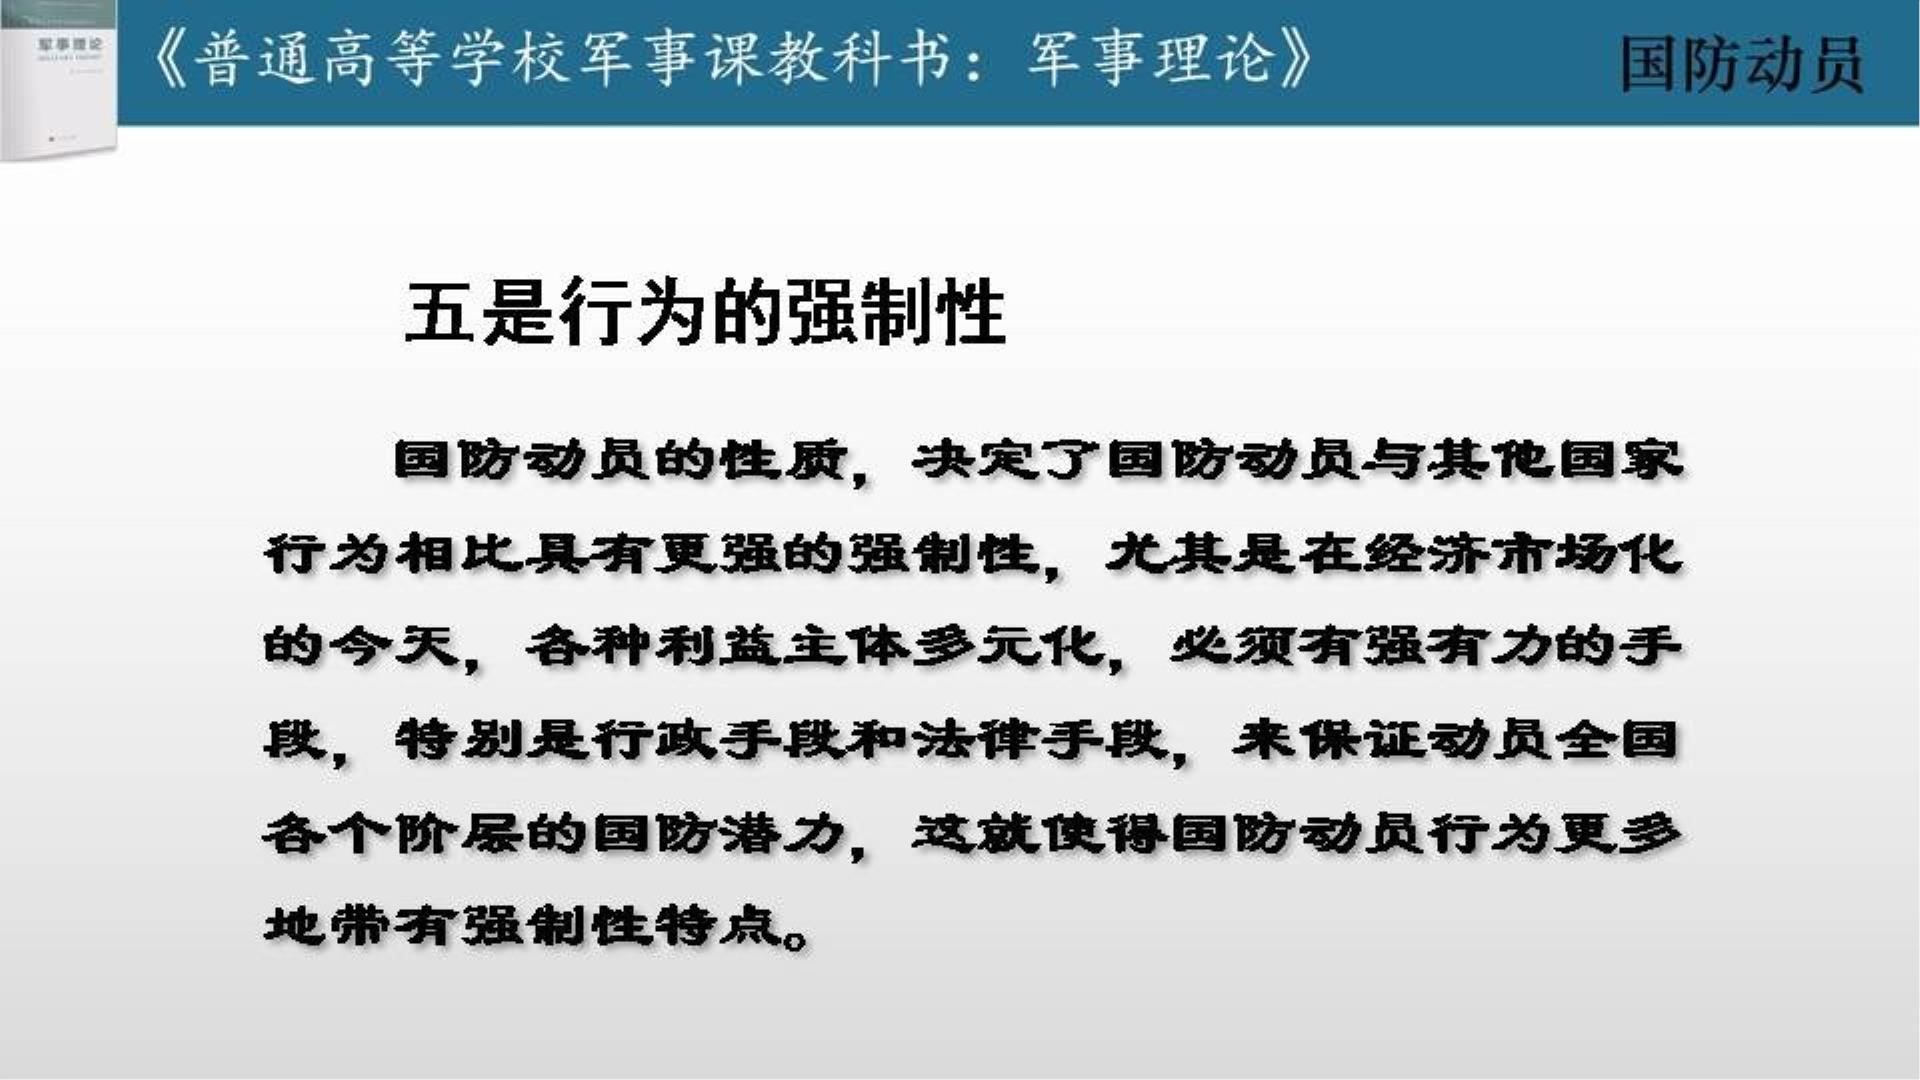 军事理论
《普通高等学校军事课教科书：军事理论》
国防动员
五是行为的强制性
国防动员的性质，决定了国防动员与其他国家
行为相比具有更强的强制性，尤其是在经济市场化
的今天，各种利益主体多元化，必须有强有力的手
段，特别是行政手段和法律手段，来保证动员全国
各个阶层的国防潜力，这就使得国防动员行为更多
地带有强制性特点。